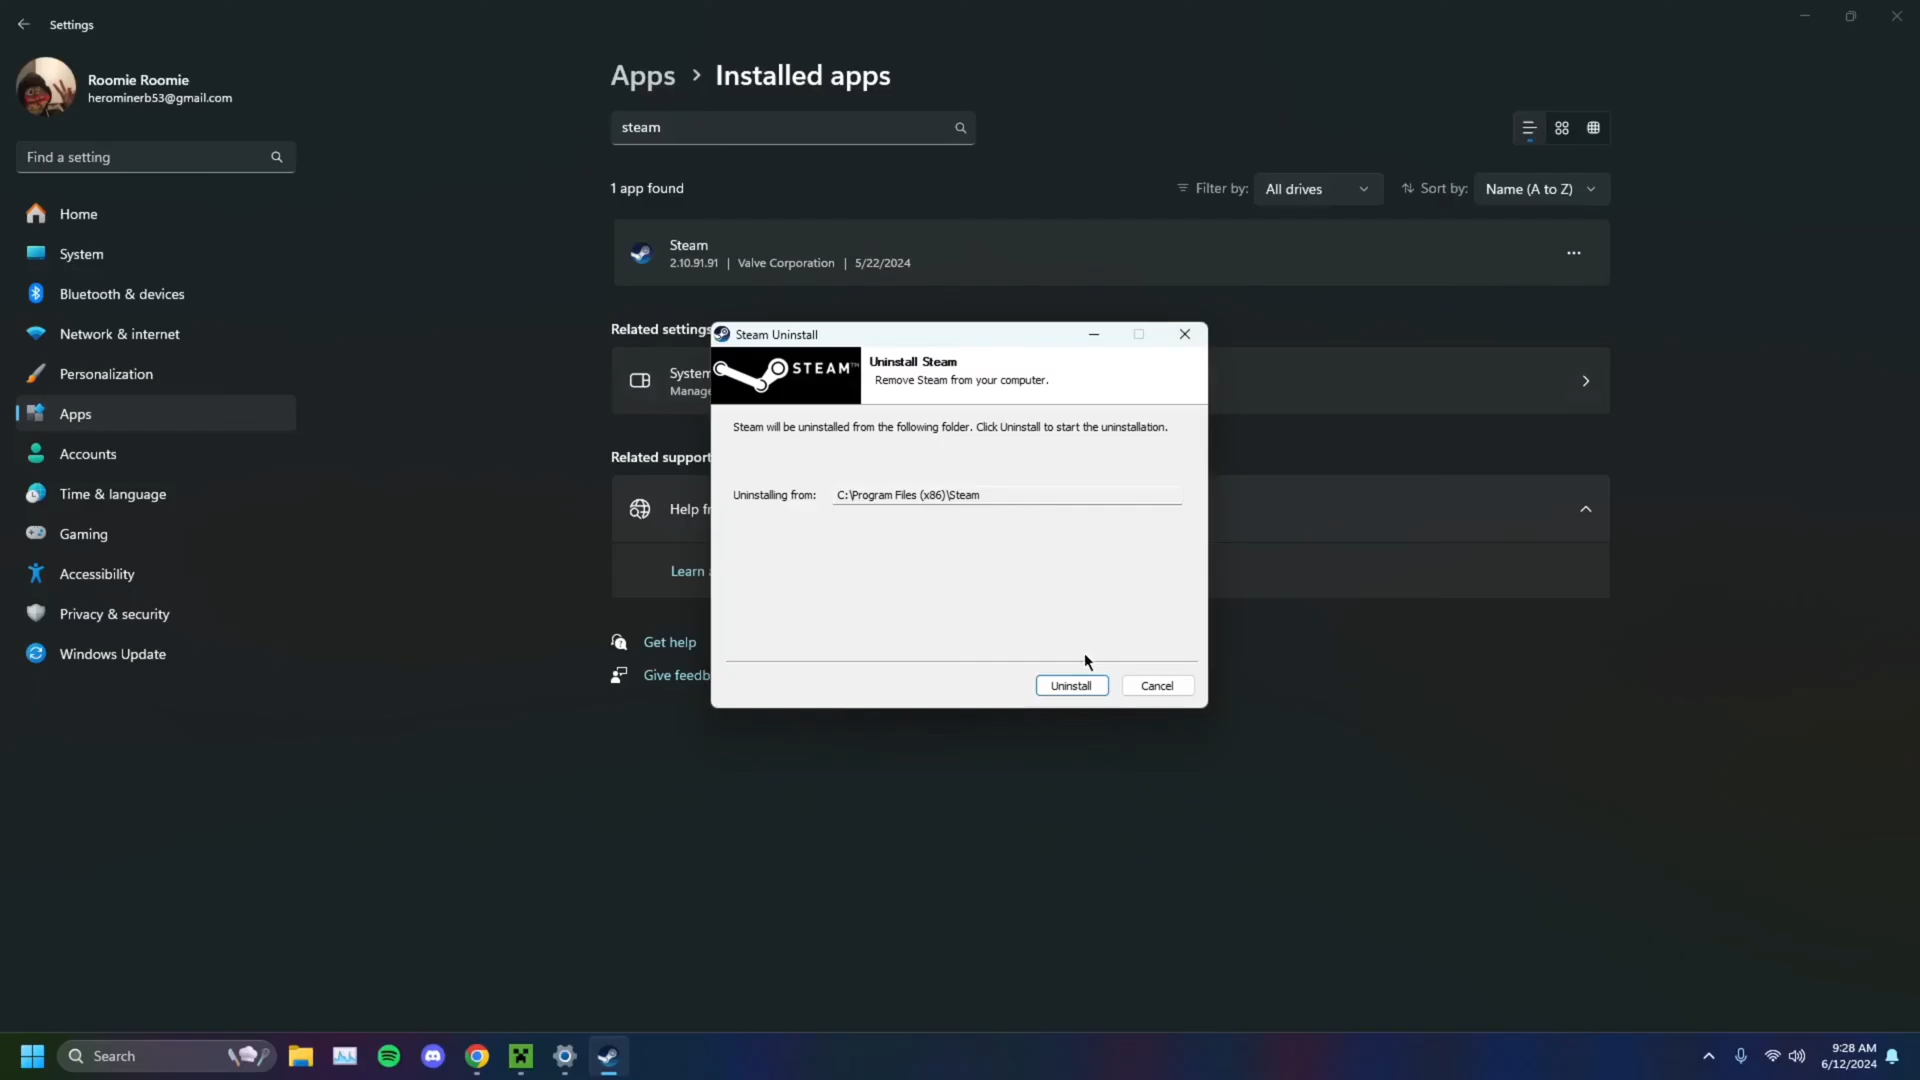 Settings
Roomie Roomie
herominerb53@gmail.com
Find a setting
Home
System
Bluetooth & devices
Network & internet
Personalization
Apps
Accounts
Time & language
Gaming
Accessibility
Privacy & security
Windows Update
Apps > Installed apps
steam
1 app found
Filter by: All drives
Sort by: Name (A to Z)
Steam
2.10.91.91 | Valve Corporation | 5/22/2024
Related settings
System
Manage
Related support
Help
Learn
Get help
Give
Steam Uninstall
STEAM™
Uninstall Steam
Remove Steam from your computer.
Steam will be uninstalled from the following folder. Click Uninstall to start the uninstallation.
Uninstalling from: C:\Program Files (x86)\Steam
Uninstall
Cancel
Search
9:28 AM
6/12/2024